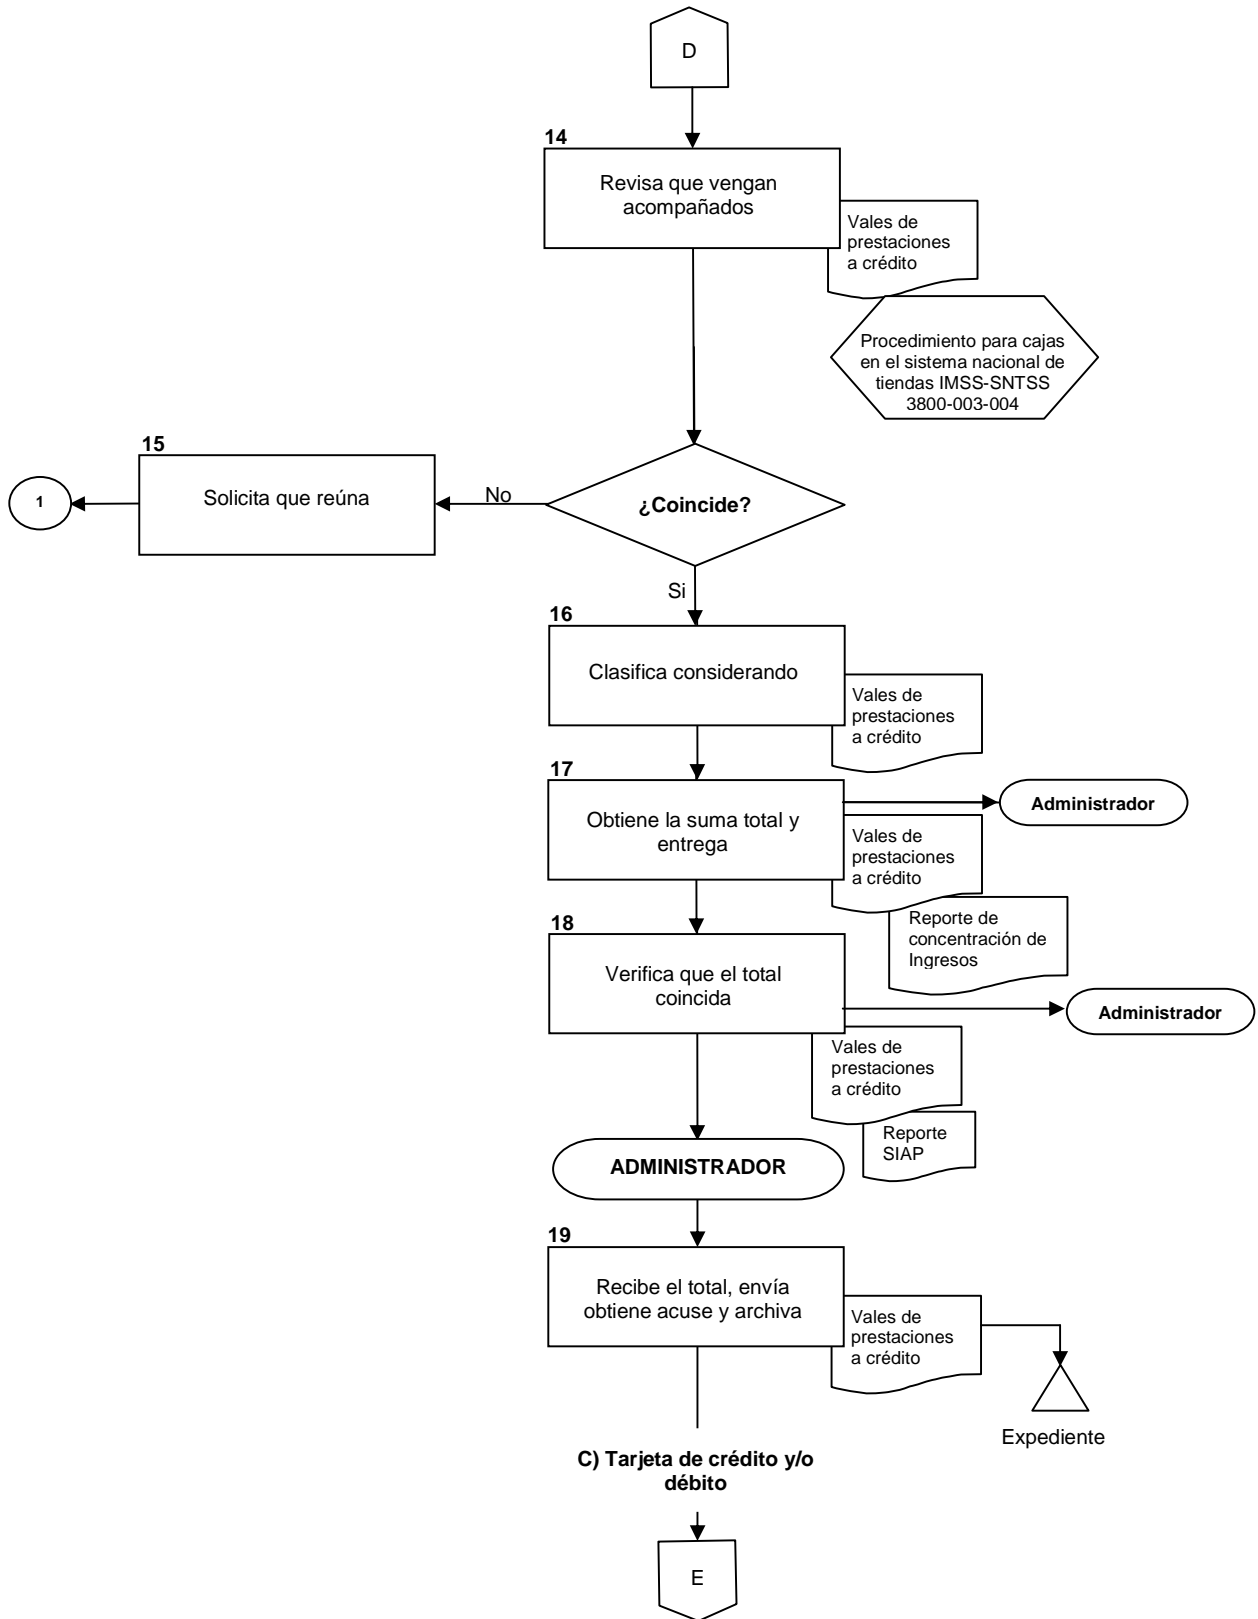 D
14
Revisa que vengan
acompañados
Vales de
prestaciones
a crédito
Procedimiento para cajas
en el sistema nacional de
tiendas IMSS-SNTSS
3800-003-004
15
Solicita que reúna
1
No
¿Coincide?
Si
16
Clasifica considerando
Vales de
prestaciones
a crédito
17
Obtiene la suma total y
entrega
Administrador
Vales de
prestaciones
a crédito
Reporte de
concentración de
Ingresos
18
Verifica que el total
coincida
Administrador
Vales de
prestaciones
a crédito
Reporte
SIAP
ADMINISTRADOR
19
Recibe el total, envía
obtiene acuse y archiva
Vales de
prestaciones
a crédito
Expediente
C) Tarjeta de crédito y/o
débito
E